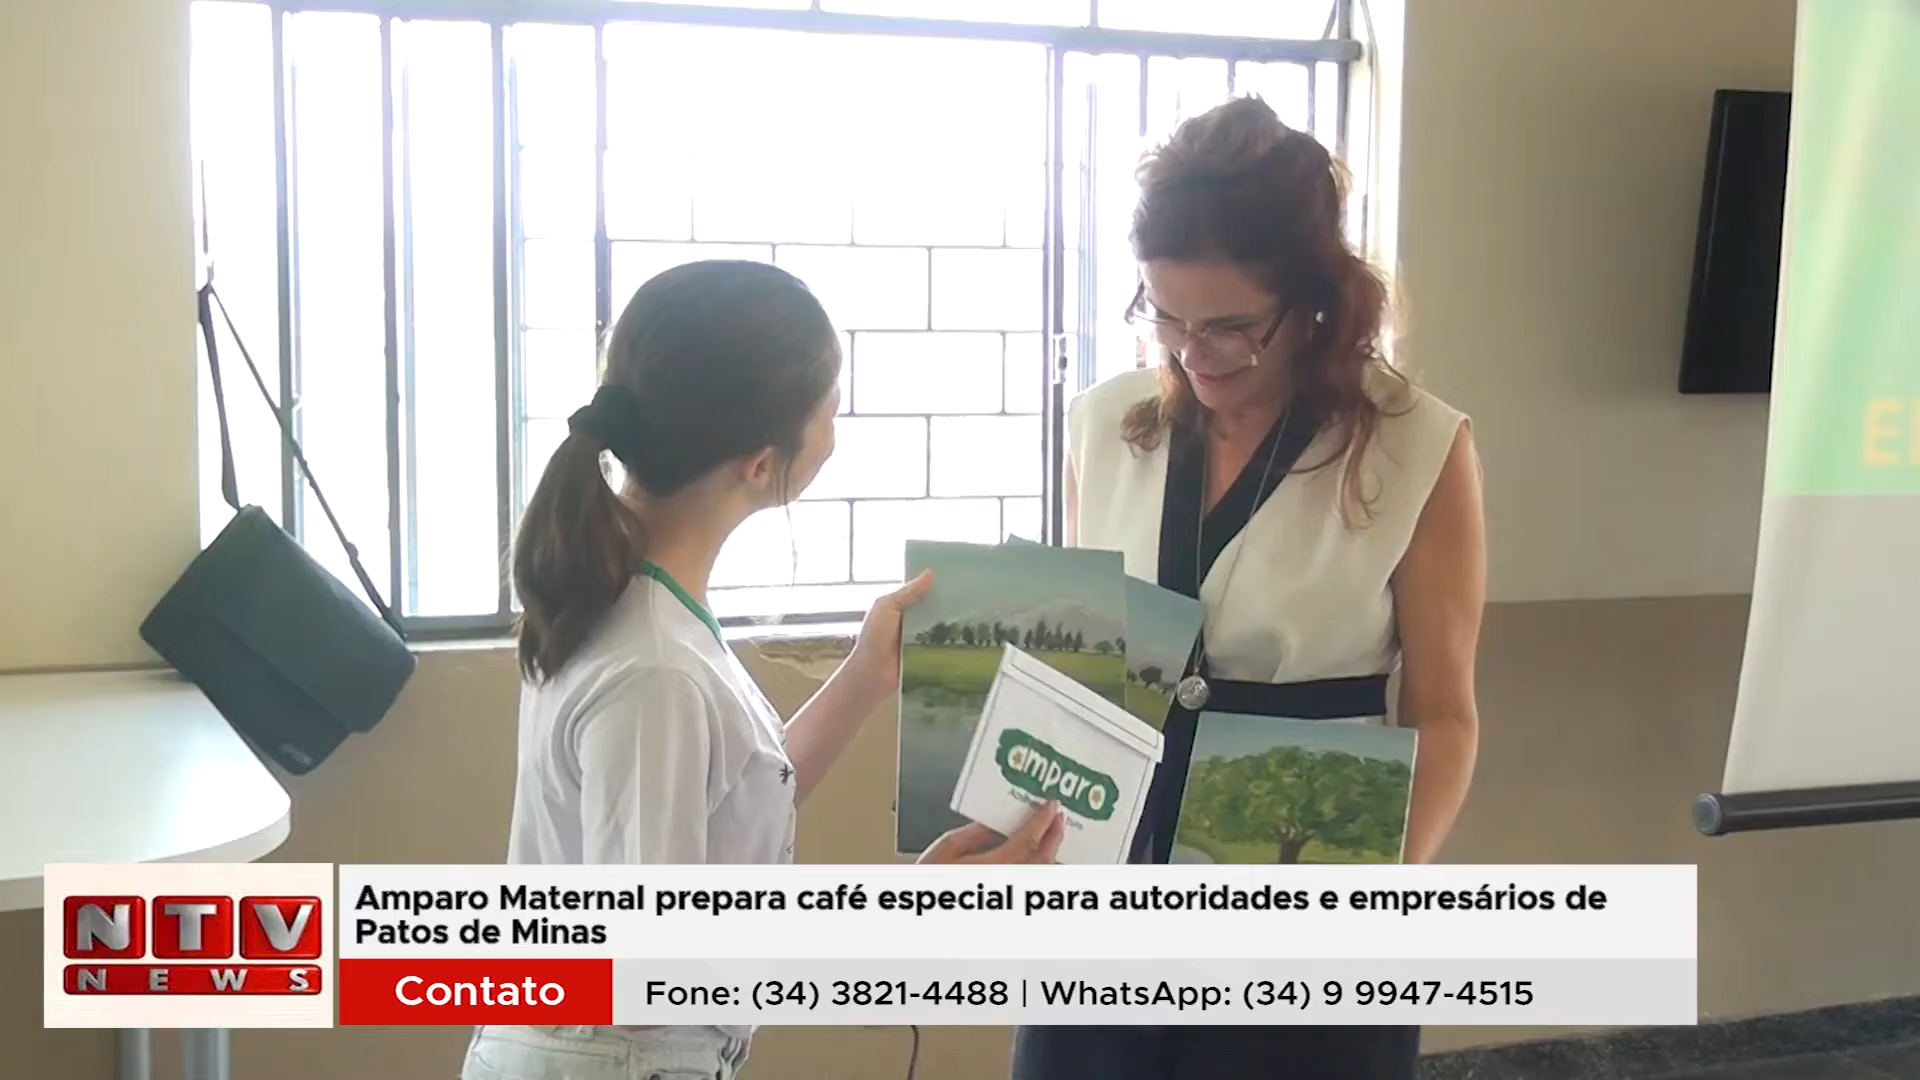 E
amparo
NTV
NEWS
Amparo Maternal prepara café especial para autoridades e empresários de
Patos de Minas
Contato
Fone: (34) 3821-4488 | WhatsApp: (34) 9 9947-4515